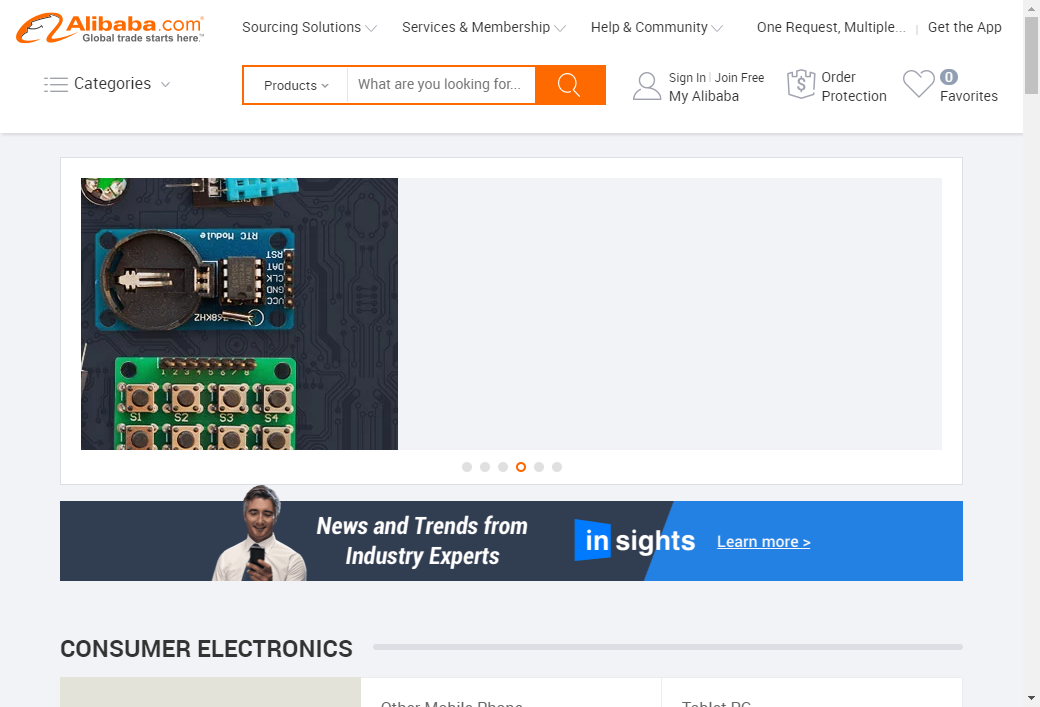 Alibaba.com
Global trade starts here.™
Sourcing Solutions
Services & Membership
Help & Community
One Request, Multiple...
Get the App
Categories
Products
What are you looking for...
Sign In
Join Free
My Alibaba
Order
Protection
0
Favorites
RTC Module
RST
DAT
CLK
GND
VCC
1 2 3 4 5 6 7 8
S1 S2 S3 S4
News and Trends from
Industry Experts
in sights
Learn more >
CONSUMER ELECTRONICS
Other Mobile Phone
Tablet PC